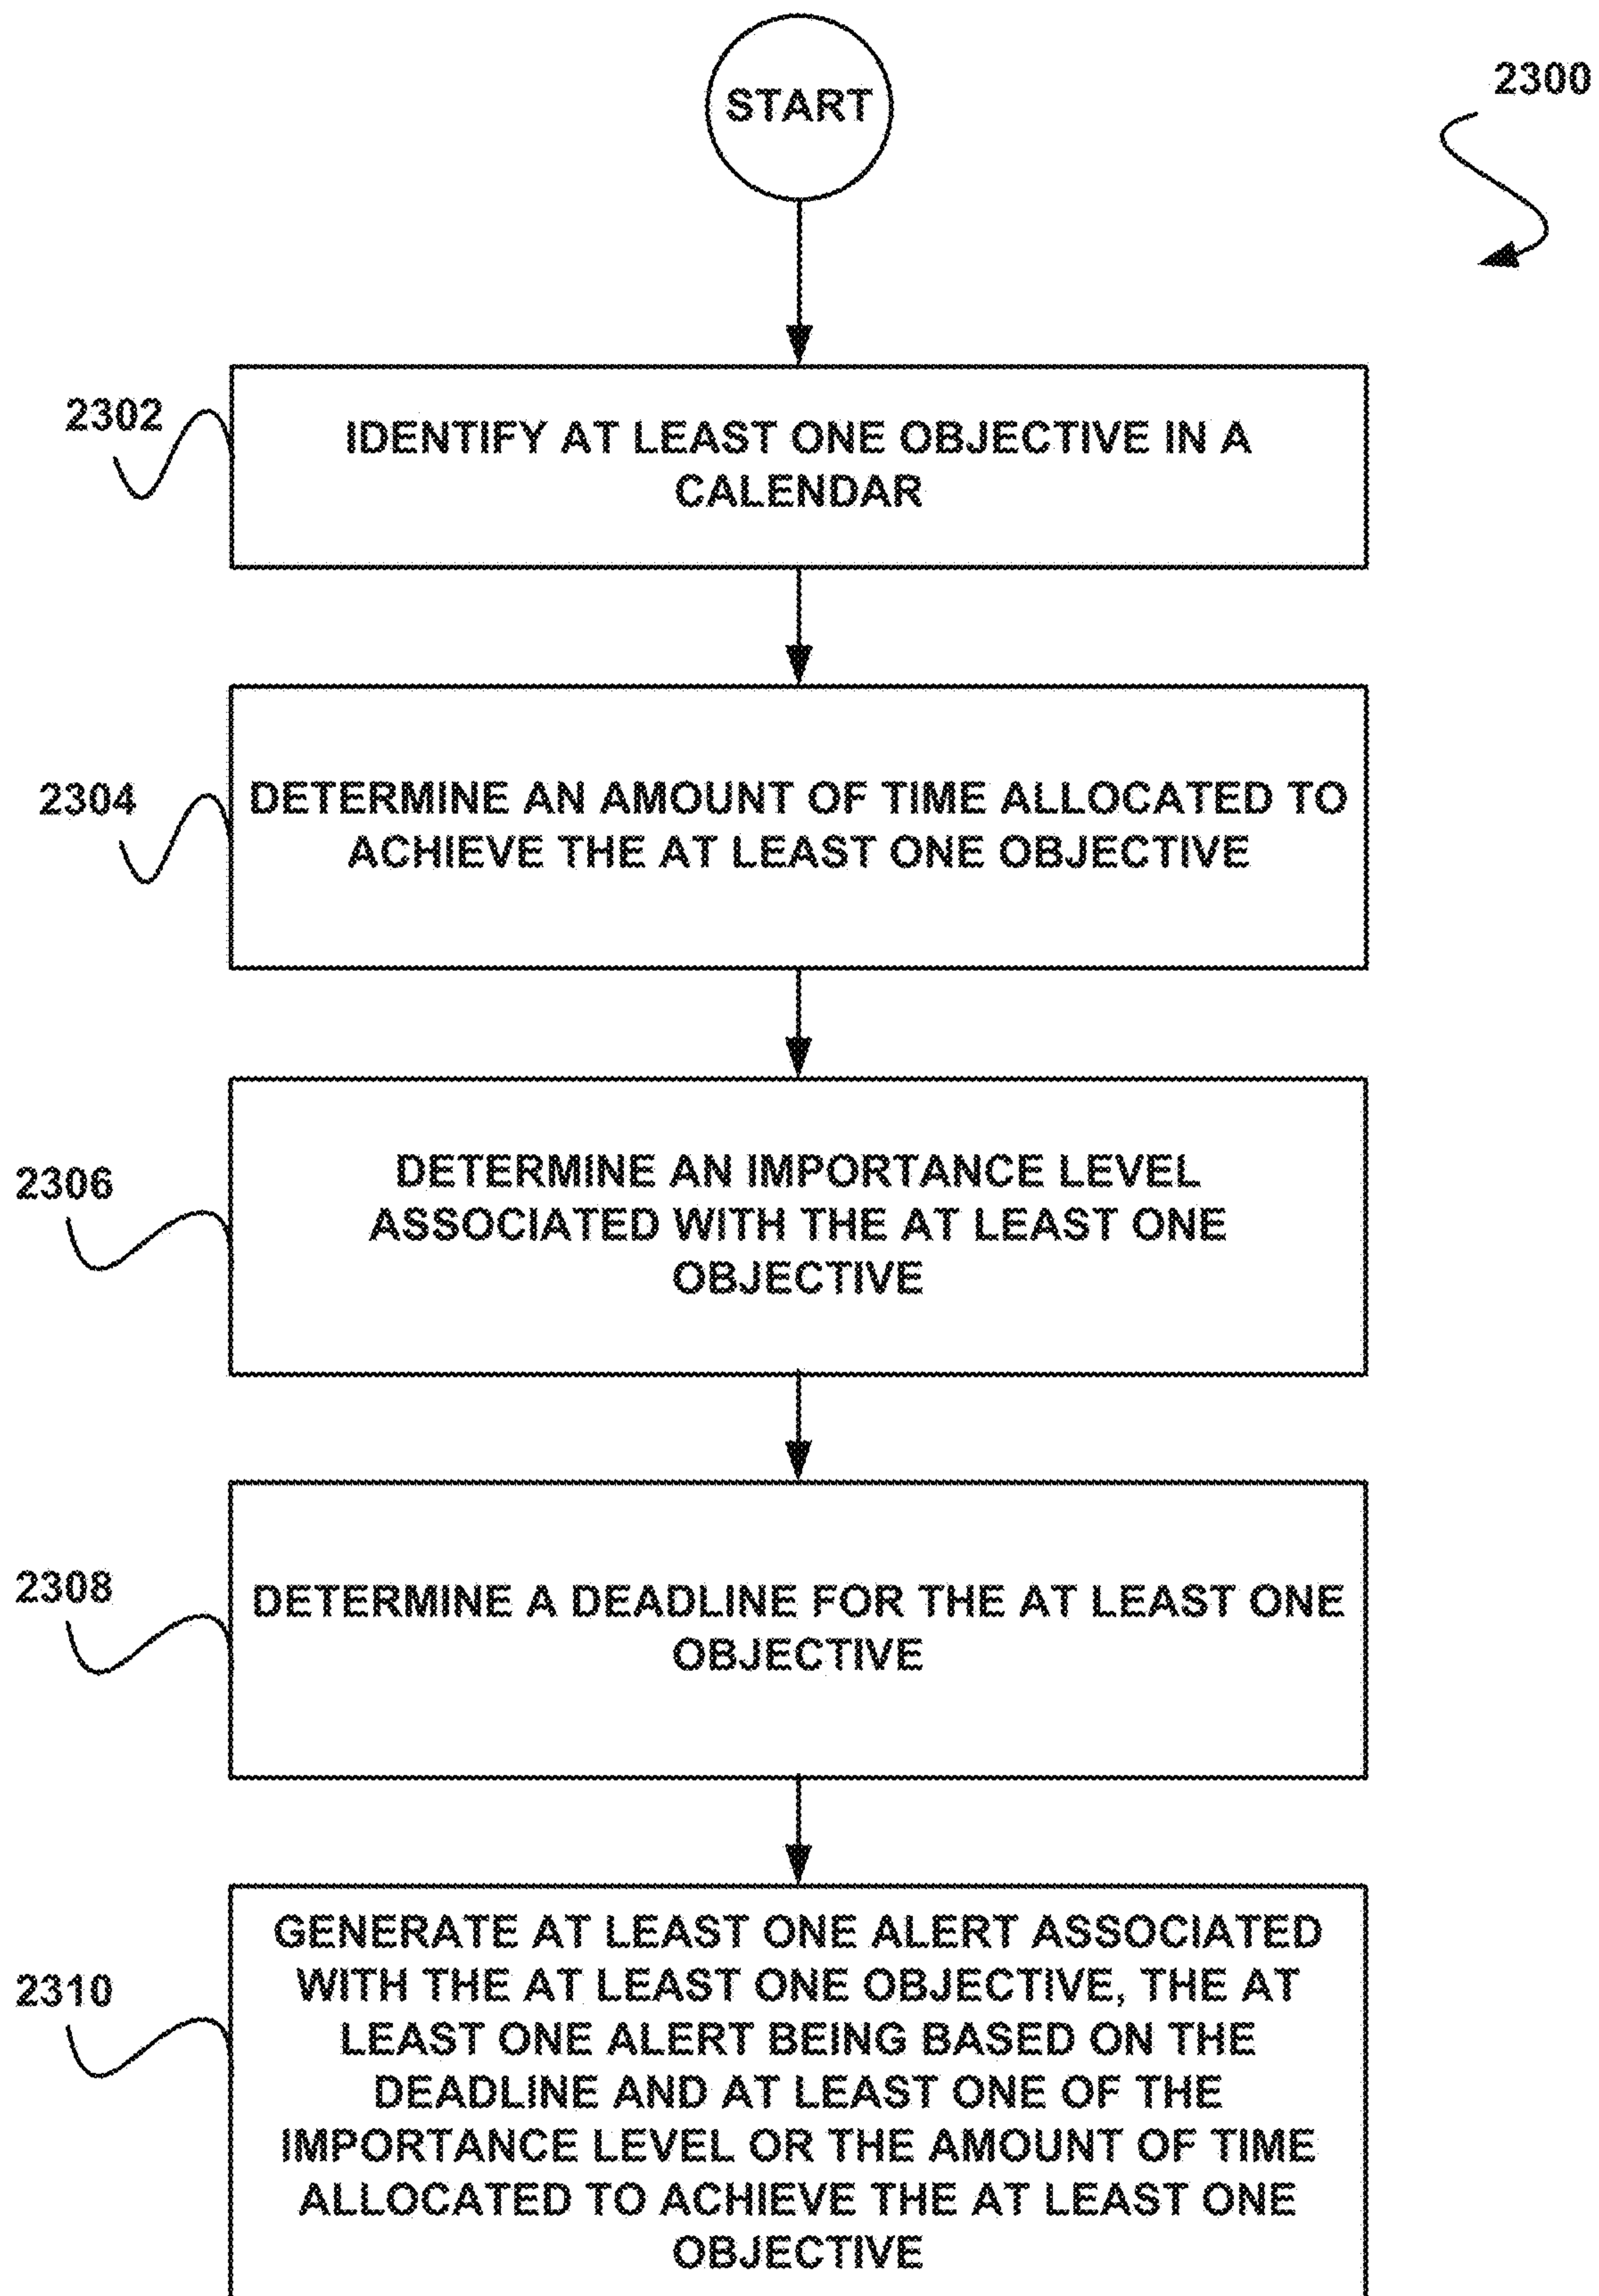 START
2300
2302
IDENTIFY AT LEAST ONE OBJECTIVE IN A
CALENDAR
2304
DETERMINE AN AMOUNT OF TIME ALLOCATED TO
ACHIEVE THE AT LEAST ONE OBJECTIVE
2306
DETERMINE AN IMPORTANCE LEVEL
ASSOCIATED WITH THE AT LEAST ONE
OBJECTIVE
2308
DETERMINE A DEADLINE FOR THE AT LEAST ONE
OBJECTIVE
2310
GENERATE AT LEAST ONE ALERT ASSOCIATED
WITH THE AT LEAST ONE OBJECTIVE, THE AT
LEAST ONE ALERT BEING BASED ON THE
DEADLINE AND AT LEAST ONE OF THE
IMPORTANCE LEVEL OR THE AMOUNT OF TIME
ALLOCATED TO ACHIEVE THE AT LEAST ONE
OBJECTIVE